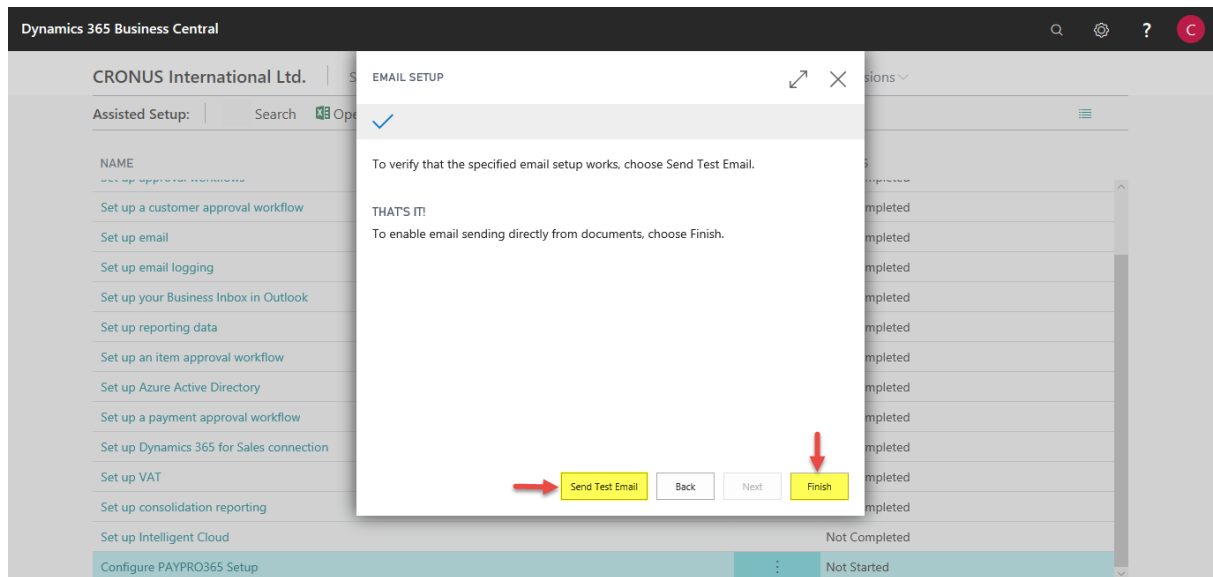 Dynamics 365 Business Central
?
C
CRONUS International Ltd.
EMAIL SETUP
Assisted Setup:
Search
To verify that the specified email setup works, choose Send Test Email.
NAME
THAT'S IT!
To enable email sending directly from documents, choose Finish.
Set up approval workflows
Set up a customer approval workflow
Set up email
Set up email logging
Set up your Business Inbox in Outlook
Set up reporting data
Set up an item approval workflow
Set up Azure Active Directory
Set up a payment approval workflow
Set up Dynamics 365 for Sales connection
Set up VAT
Send Test Email
Back
Next
Finish
Set up consolidation reporting
Set up Intelligent Cloud
Not Completed
Configure PAYPRO365 Setup
Not Started